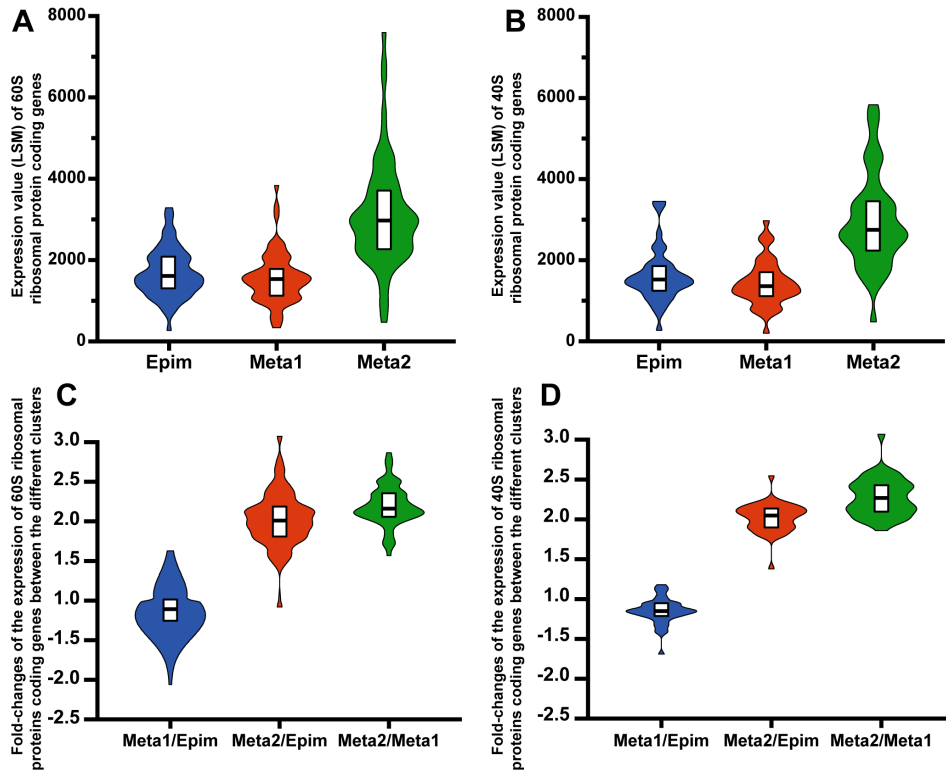 A
Expression value (LSM) of 60S
ribosomal protein coding genes
8000
6000
4000
2000
0
Epim
Meta1
Meta2
B
Expression value (LSM) of 40S
ribosomal protein coding genes
8000
6000
4000
2000
0
Epim
Meta1
Meta2
C
Fold-changes of the expression of 60S ribosomal
proteins coding genes between the different clusters
3.0
2.5
2.0
1.5
1.0
-1.5
-2.0
-2.5
Meta1/Epim
Meta2/Epim
Meta2/Meta1
D
Fold-changes of the expression of 40S ribosomal
proteins coding genes between the different clusters
3.0
2.5
2.0
1.5
1.0
-1.5
-2.0
-2.5
Meta1/Epim
Meta2/Epim
Meta2/Meta1